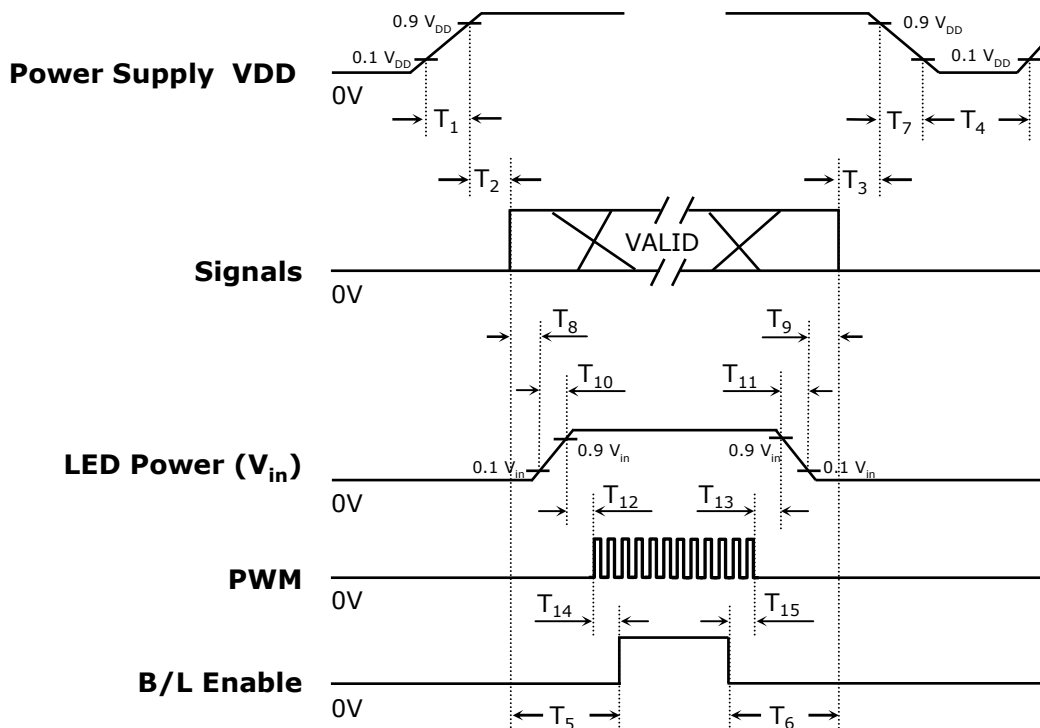 0.9 V_DD 0.9 V_DD
Power Supply VDD 0.1 V_DD 0.1 V_DD
0V
T_1 T_7 T_4
T_2 T_3
VALID
Signals
0V
T_8 T_9
T_10 T_11
LED Power (V_in) 0.9 V_in 0.9 V_in
0.1 V_in 0.1 V_in
0V
T_12 T_13
PWM
0V
T_14 T_15
B/L Enable
0V
T_5 T_6